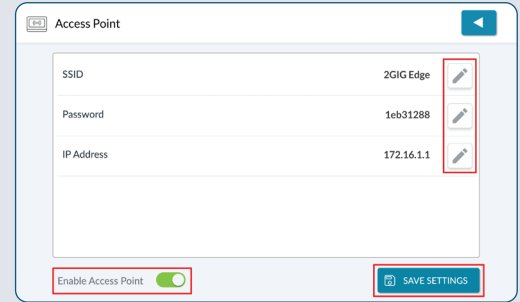 Access Point
SSID 2GIG Edge
Password 1eb31288
IP Address 172.16.1.1
Enable Access Point SAVE SETTINGS